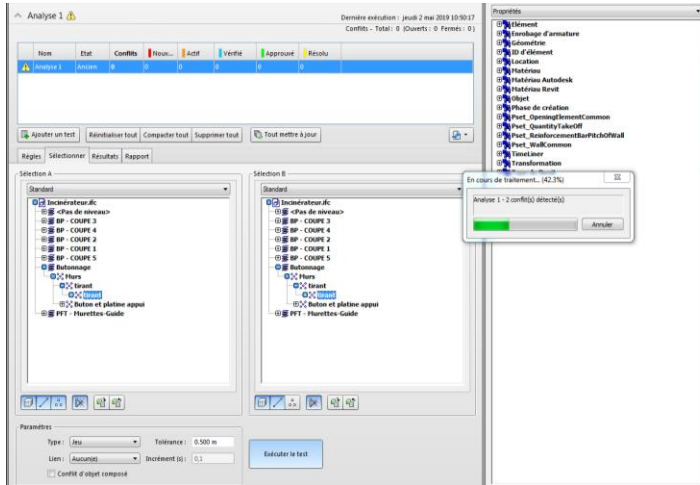 Analyse 1
Dernière exécution : jeudi 2 mai 2019 10:50:17
Conflits - Total : 0 (Ouverts : 0 Fermés : 0)
Nom Etat Conflits Nouv... Actif Vérifié Approuvé Résolu
Analyse 1 Ancien 0 0 0 0 0 0
Ajouter un test Réinitialiser tout Compacter tout Supprimer tout Tout mettre à jour
Règles Sélectionner Résultats Rapport
Sélection A
Standard
Incinérateur.ifc
<Pas de niveau>
BP - COUPE 3
BP - COUPE 4
BP - COUPE 2
BP - COUPE 1
BP - COUPE 5
Butonnage
Murs
tirant
tirant
Buton et platine appui
PFT - Murettes-Guide
Sélection B
Standard
Incinérateur.ifc
<Pas de niveau>
BP - COUPE 3
BP - COUPE 4
BP - COUPE 2
BP - COUPE 1
BP - COUPE 5
Butonnage
Murs
tirant
tirant
Buton et platine appui
PFT - Murettes-Guide
Paramètres
Type : Jeu Tolérance : 0.500 m
Lien : Aucun(e) Incrément (s) : 0,1
Conflit d'objet composé
Exécuter le test
Propriétés
Elément
Enrobage d'armature
Géométrie
ID d'élément
Location
Matériau
Matériau Autodesk
Matériau Revit
Objet
Phase de création
Pset_OpeningElementCommon
Pset_QuantityTakeOff
Pset_ReinforcementBarPitchOfWall
Pset_WallCommon
TimeLiner
Transformation
En cours de traitement... (42.3%)
Analyse 1 - 2 conflit(s) détecté(s)
Annuler